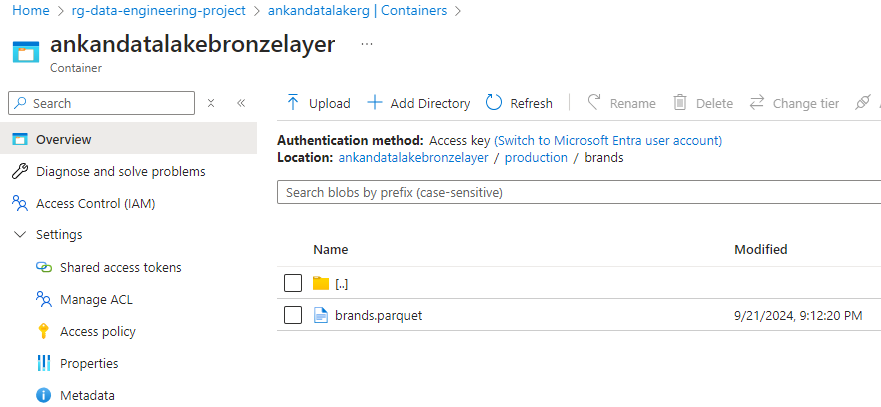 Home > rg-data-engineering-project > ankandatalakerg | Containers >
ankandatalakebronzelayer ...
Container
Search
Upload Add Directory Refresh Rename Delete Change tier
Overview
Diagnose and solve problems
Access Control (IAM)
Settings
Shared access tokens
Manage ACL
Access policy
Properties
Metadata
Authentication method: Access key (Switch to Microsoft Entra user account)
Location: ankandatalakebronzelayer / production / brands
Search blobs by prefix (case-sensitive)
Name Modified
[..]
brands.parquet 9/21/2024, 9:12:20 PM